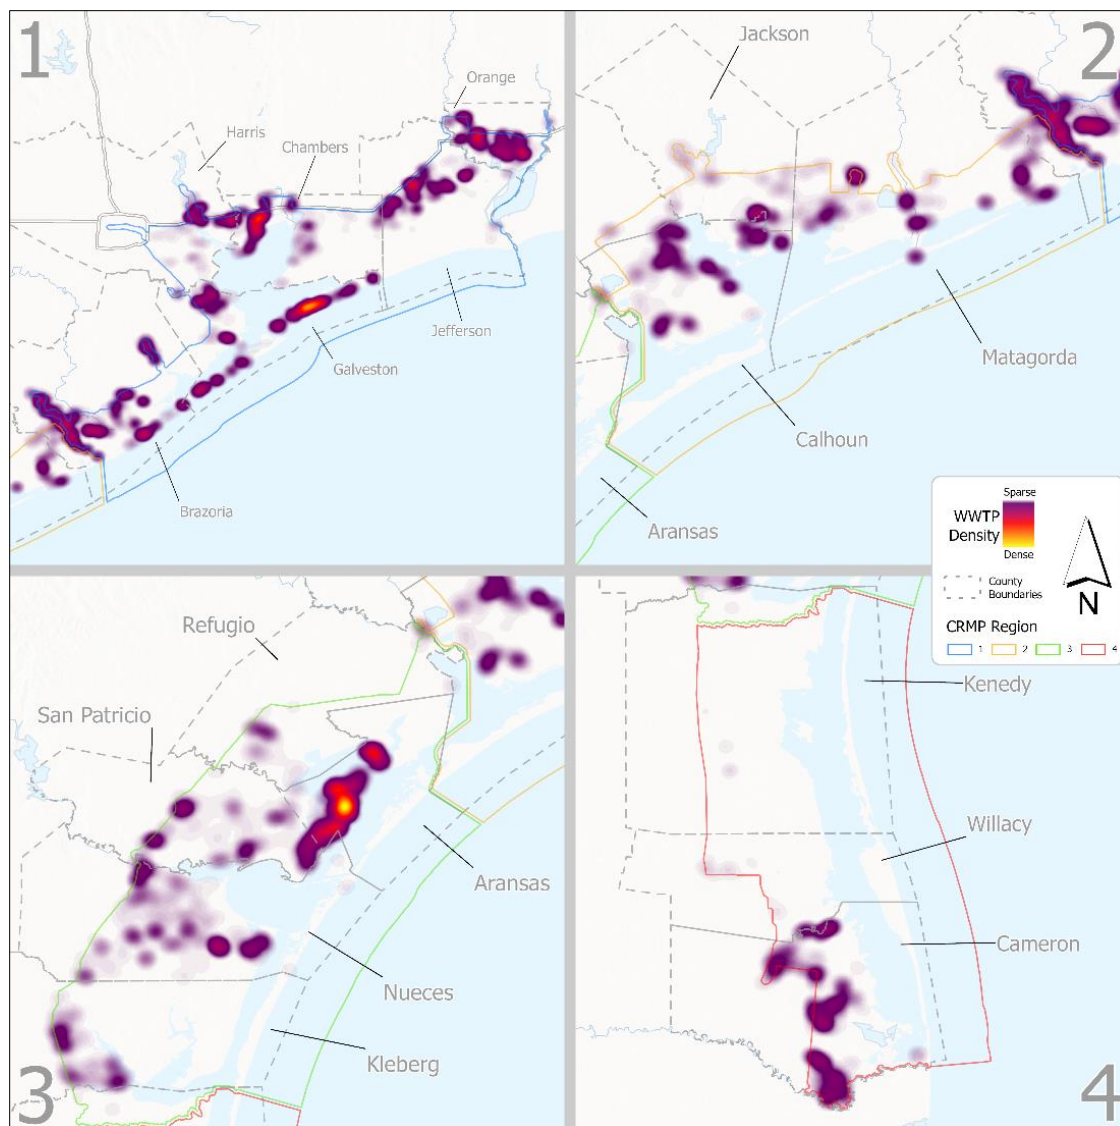 1
Orange
Harris
Chambers
Jefferson
Galveston
Brazoria
2
Jackson
Matagorda
Calhoun
Aransas
Sparse
WWTP
Density
Dense
County
Boundaries
N
CRMP Region
1 2 3 4
3
Refugio
San Patricio
Aransas
Nueces
Kleberg
4
Kenedy
Willacy
Cameron